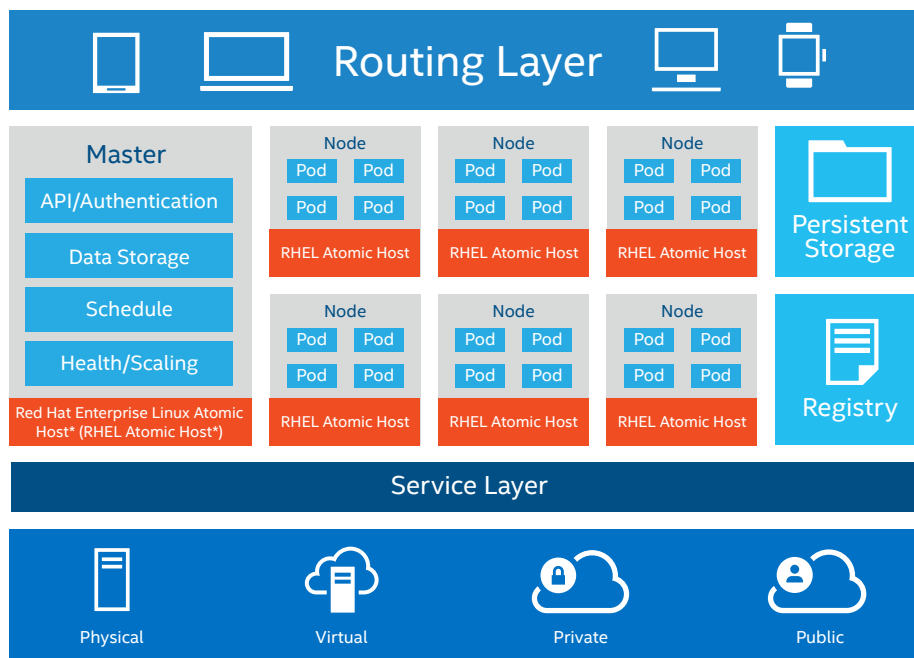 Routing Layer
Master
API/Authentication
Data Storage
Schedule
Health/Scaling
Red Hat Enterprise Linux Atomic
Host* (RHEL Atomic Host*)
Node
Pod Pod
Pod Pod
RHEL Atomic Host
Node
Pod Pod
Pod Pod
RHEL Atomic Host
Node
Pod Pod
Pod Pod
RHEL Atomic Host
Persistent
Storage
Node
Pod Pod
Pod Pod
RHEL Atomic Host
Node
Pod Pod
Pod Pod
RHEL Atomic Host
Node
Pod Pod
Pod Pod
RHEL Atomic Host
Registry
Service Layer
Physical
Virtual
Private
Public